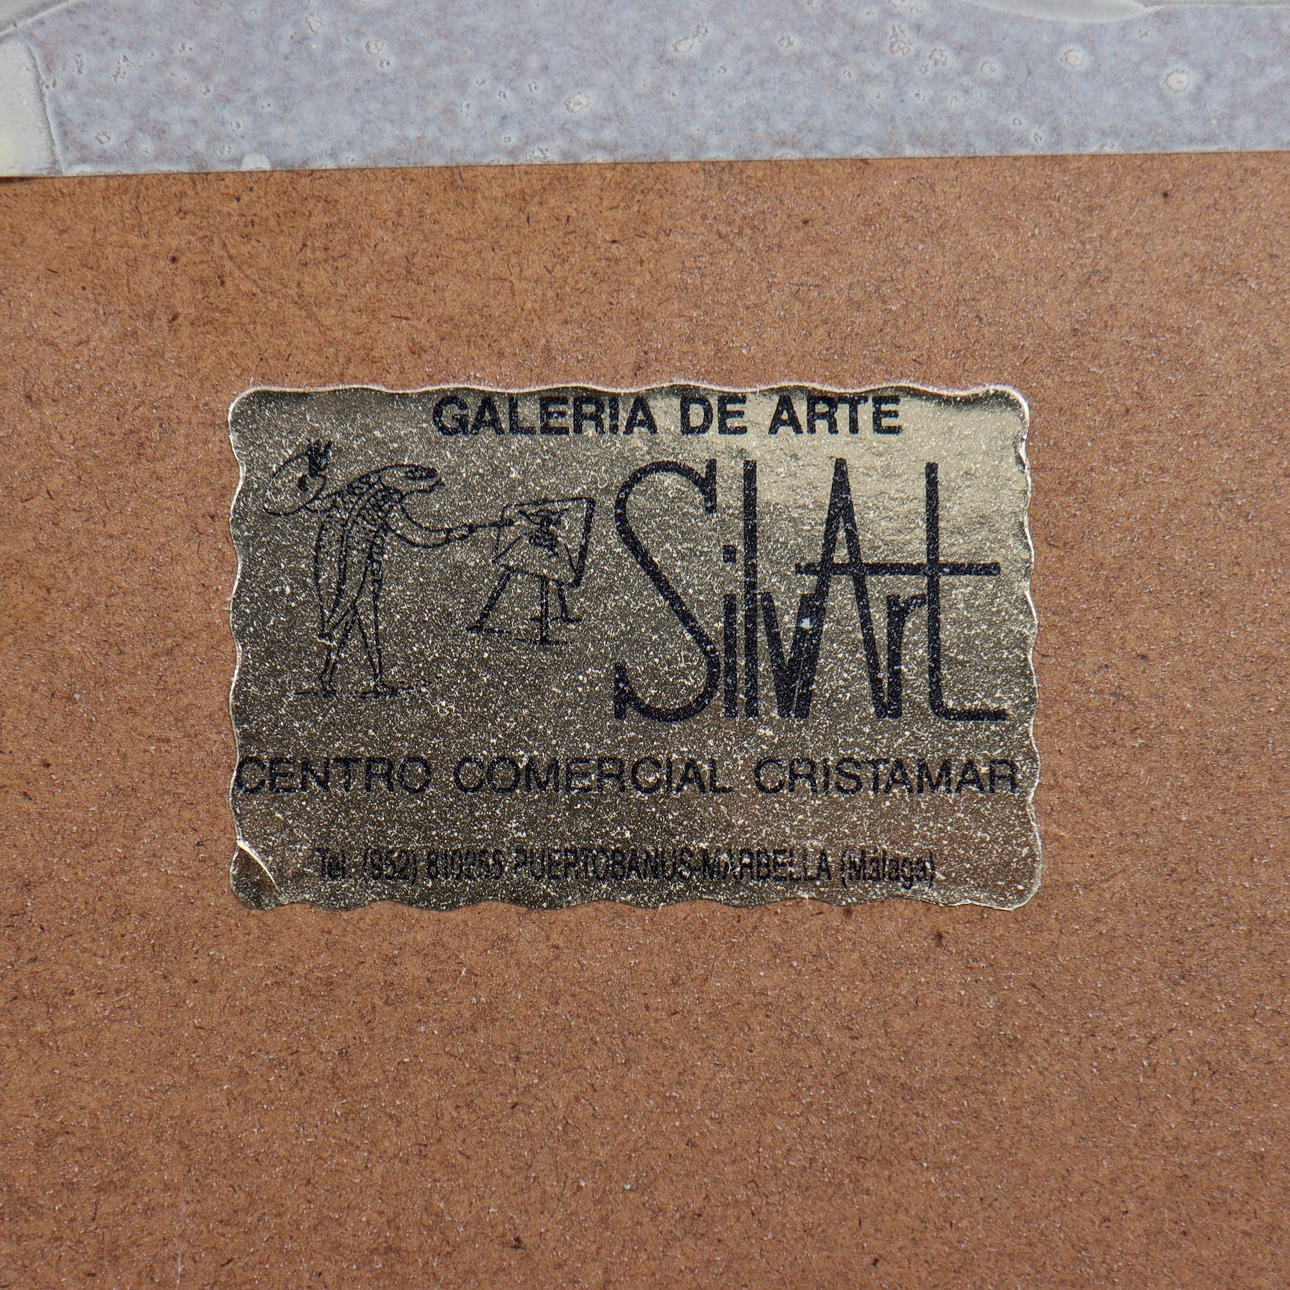 GALERIA DE ARTE
SilvArt
CENTRO COMERCIAL CRISTAMAR
Tel. (952) 810255 PUERTOBANUS-MARBELLA (Málaga)